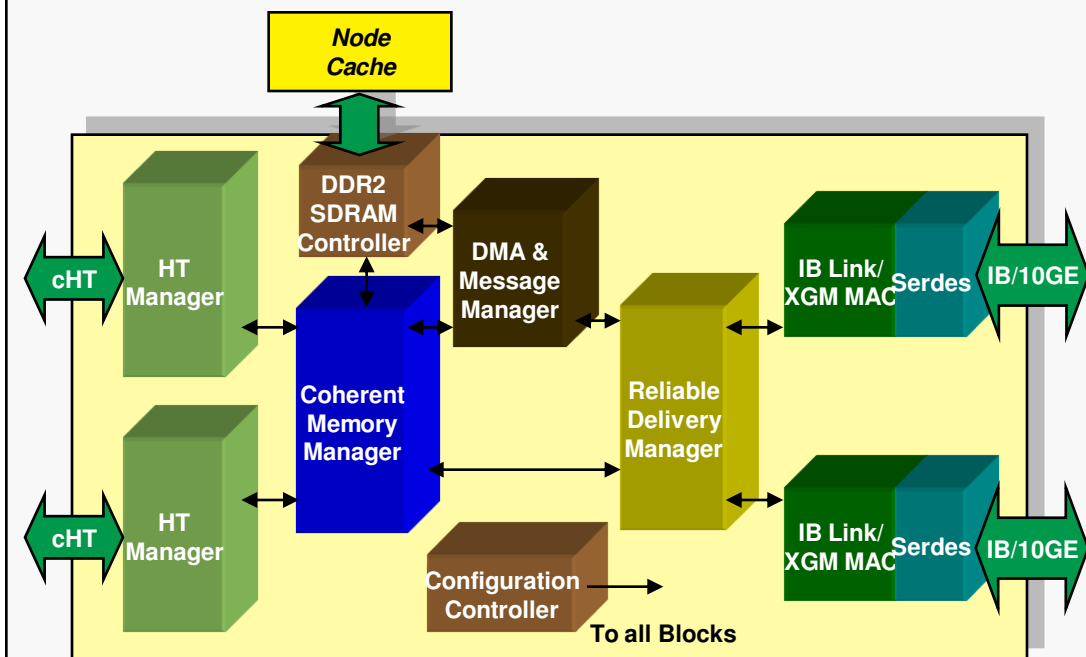 Node
Cache
DDR2
SDRAM
Controller
cHT
HT
Manager
DMA &
Message
Manager
IB Link/
XGM MAC
Serdes
IB/10GE
Coherent
Memory
Manager
Reliable
Delivery
Manager
cHT
HT
Manager
IB Link/
XGM MAC
Serdes
IB/10GE
Configuration
Controller
To all Blocks